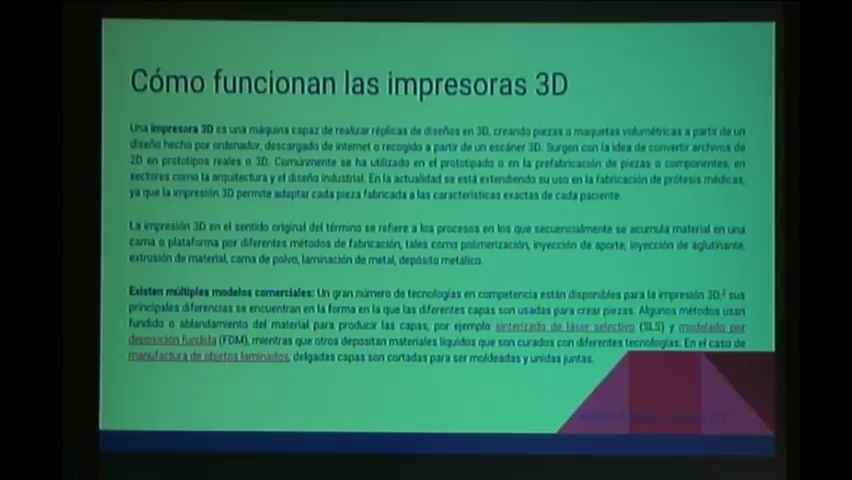 Cómo funcionan las impresoras 3D
Una impresora 3D es una máquina capaz de realizar réplicas de diseños en 3D, creando piezas o maquetas volumétricas a partir de un
diseño hecho por ordenador, descargado de internet o recogido a partir de un escáner 3D. Surgen con la idea de convertir archivos de
2D en prototipos reales o 3D. Comúnmente se ha utilizado en el prototipado o en la prefabricación de piezas o componentes, en
sectores como la arquitectura y el diseño industrial. En la actualidad se está extendiendo su uso en la fabricación de prótesis médicas,
ya que la impresión 3D permite adaptar cada pieza fabricada a las características exactas de cada paciente.
La impresión 3D en el sentido original del término se refiere a los procesos en los que secuencialmente se acumula material en una
cama o plataforma por diferentes métodos de fabricación, tales como polimerización, inyección de aporte, inyección de aglutinante,
extrusión de material, cama de polvo, laminación de metal, depósito metálico.
Existen múltiples modelos comerciales: Un gran número de tecnologías en competencia están disponibles para la impresión 3D;² sus
principales diferencias se encuentran en la forma en la que las diferentes capas son usadas para crear piezas. Algunos métodos usan
fundido o ablandamiento del material para producir las capas, por ejemplo sinterizado de láser selectivo (SLS) y modelado por
deposición fundida (FDM), mientras que otros depositan materiales líquidos que son curados con diferentes tecnologías. En el caso de
manufactura de objetos laminados, delgadas capas son cortadas para ser moldeadas y unidas juntas.